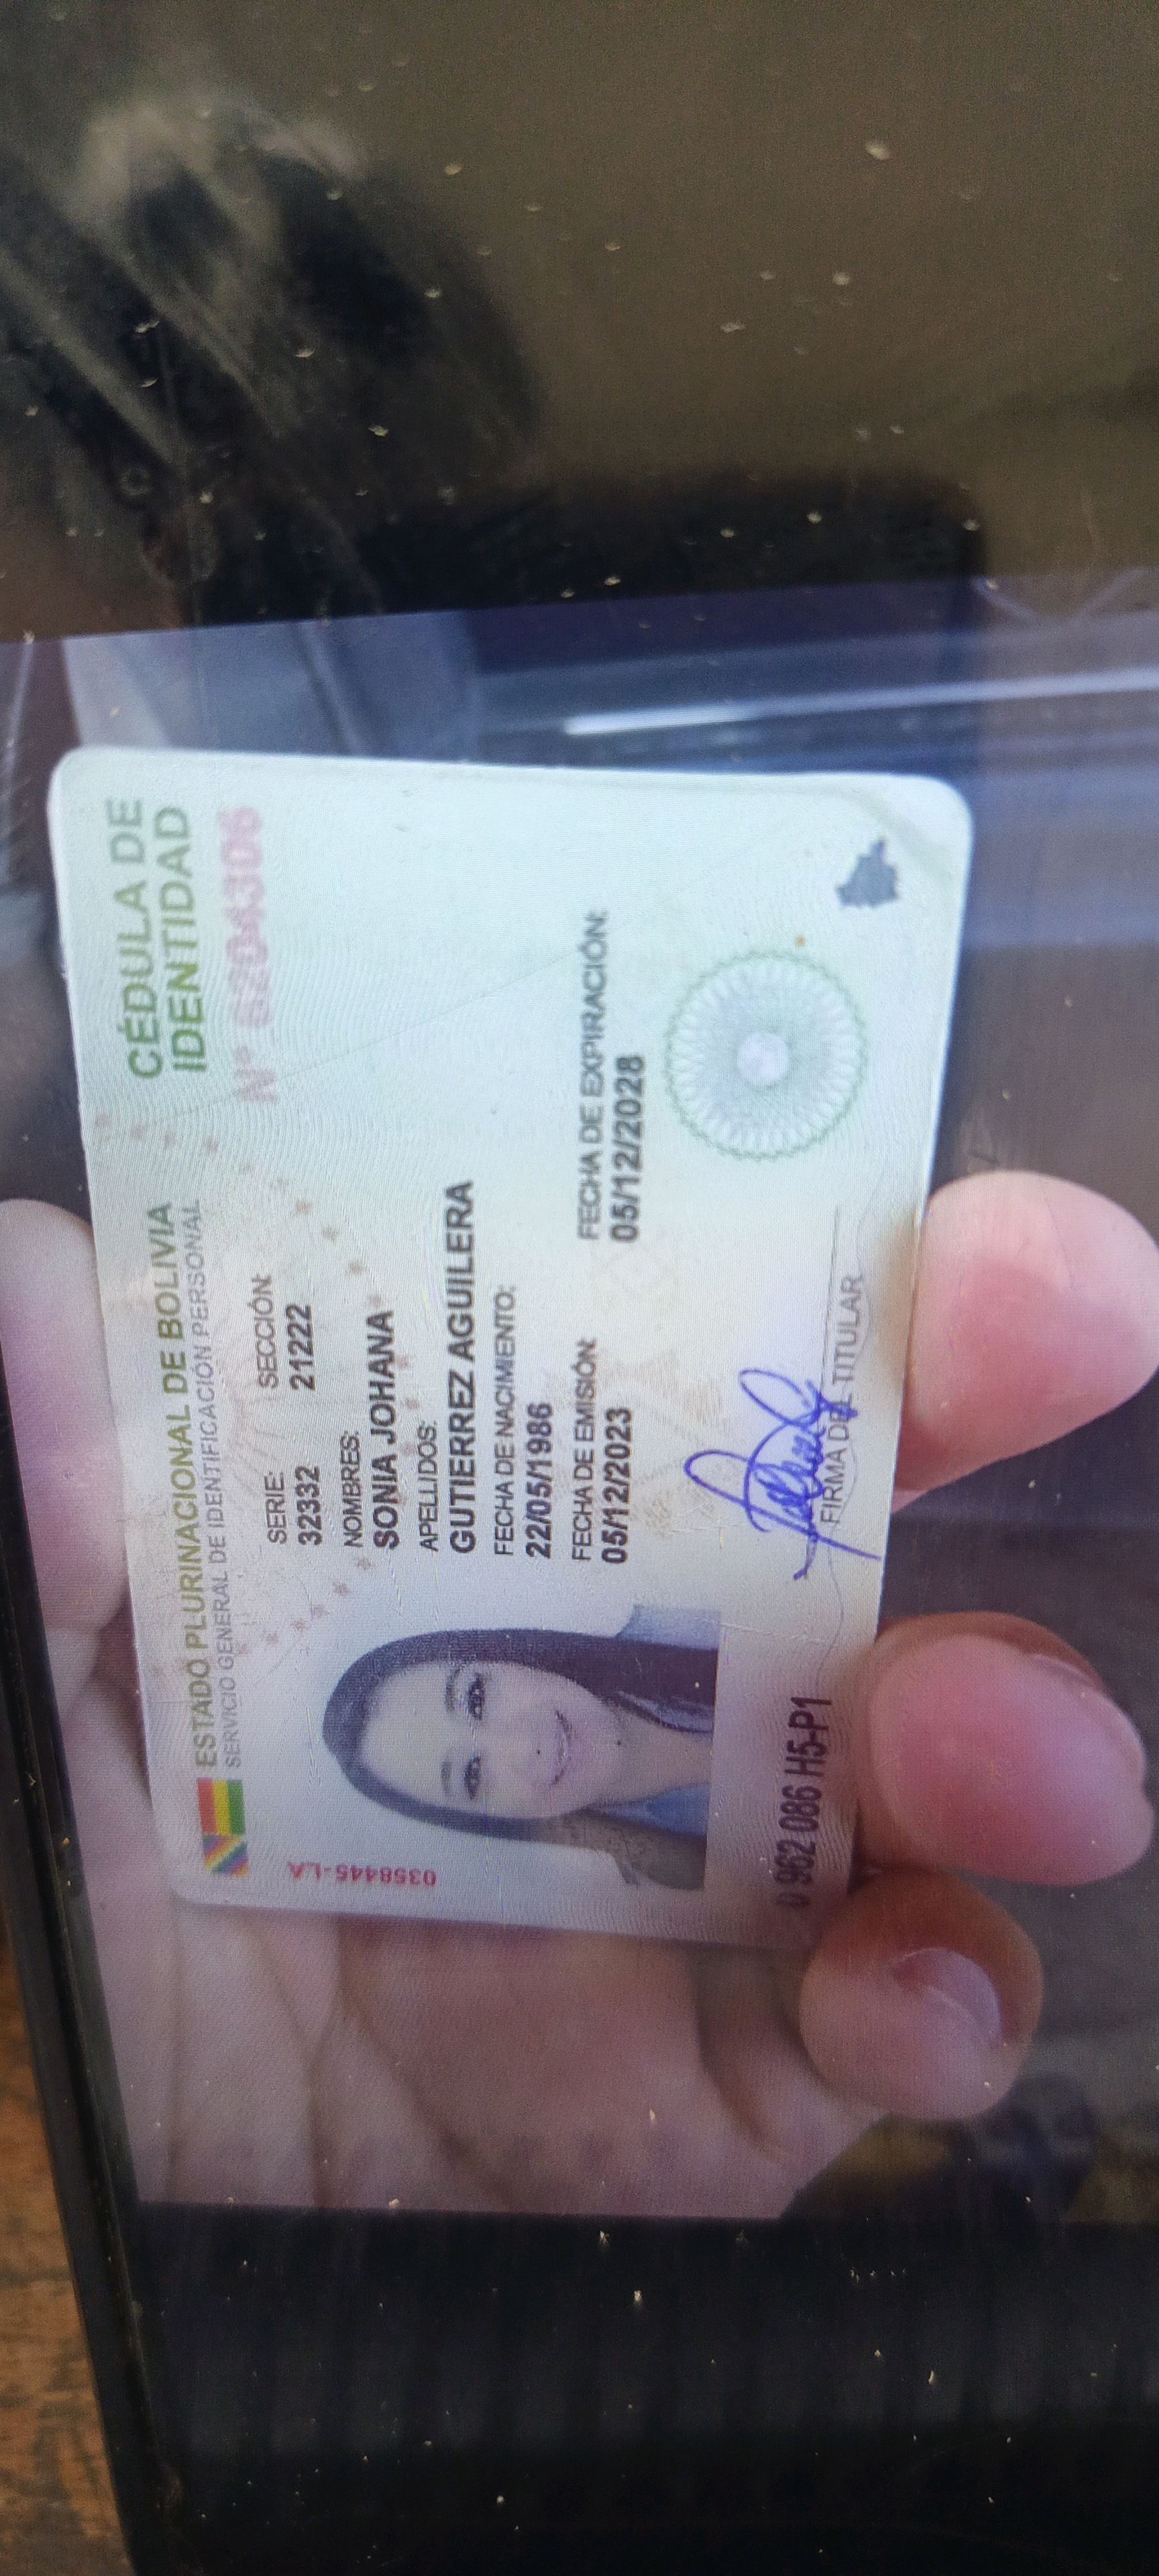 ESTADO PLURINACIONAL DE BOLIVIA
SERVICIO GENERAL DE IDENTIFICACIÓN PERSONAL
CÉDULA DE
IDENTIDAD
N°
SERIE: SECCIÓN:
32332 21222
NOMBRES:
SONIA JOHANA
APELLIDOS:
GUTIERREZ AGUILERA
FECHA DE NACIMIENTO:
22/05/1986
FECHA DE EMISIÓN: FECHA DE EXPIRACIÓN:
05/12/2023 05/12/2028
FIRMA DEL TITULAR
0358445-LA
0 962 086 H5-P1